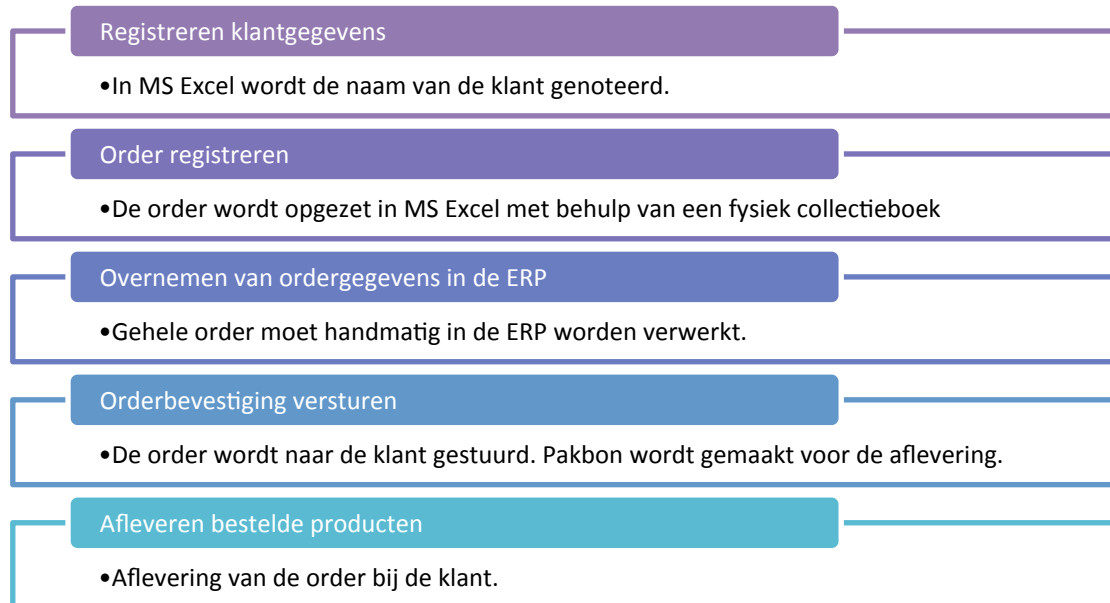 Registreren klantgegevens
•In MS Excel wordt de naam van de klant genoteerd.
Order registreren
•De order wordt opgezet in MS Excel met behulp van een fysiek collectieboek
Overnemen van ordergegevens in de ERP
•Gehele order moet handmatig in de ERP worden verwerkt.
Orderbevestiging versturen
•De order wordt naar de klant gestuurd. Pakbon wordt gemaakt voor de aflevering.
Afleveren bestelde producten
•Aflevering van de order bij de klant.